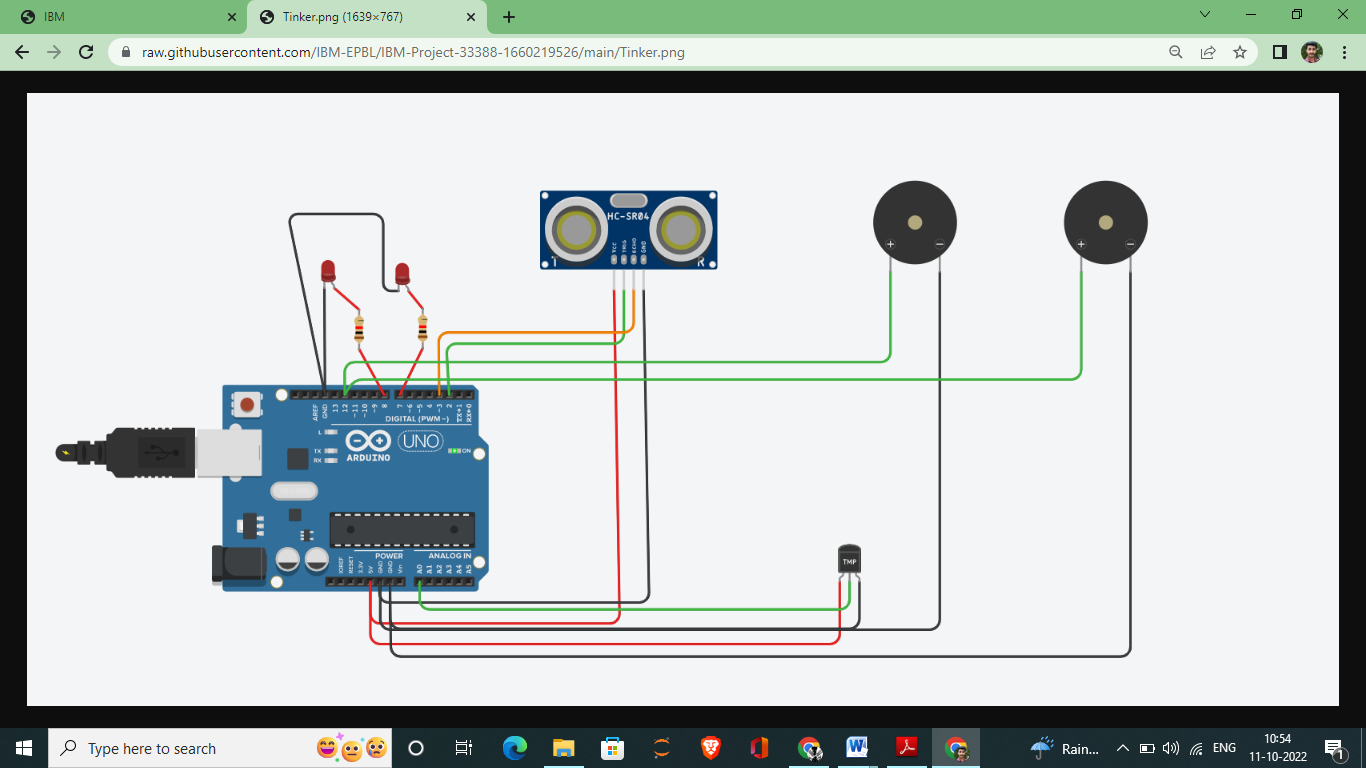 IBM
Tinker.png (1639×767)
raw.githubusercontent.com/IBM-EPBL/IBM-Project-33388-1660219526/main/Tinker.png
HC-SR04
VCC
TRIG
ECHO
GND
T
R
+
−
+
−
AREF
GND
13
12
~11
~10
~9
8
7
~6
~5
4
~3
2
TX→1
RX←0
DIGITAL (PWM~)
L
TX
RX
UNO
ARDUINO
ON
POWER
ANALOG IN
IOREF
RESET
3.3V
5V
GND
GND
Vin
A0
A1
A2
A3
A4
A5
TMP
Type here to search
Rain...
ENG
10:54
11-10-2022
1